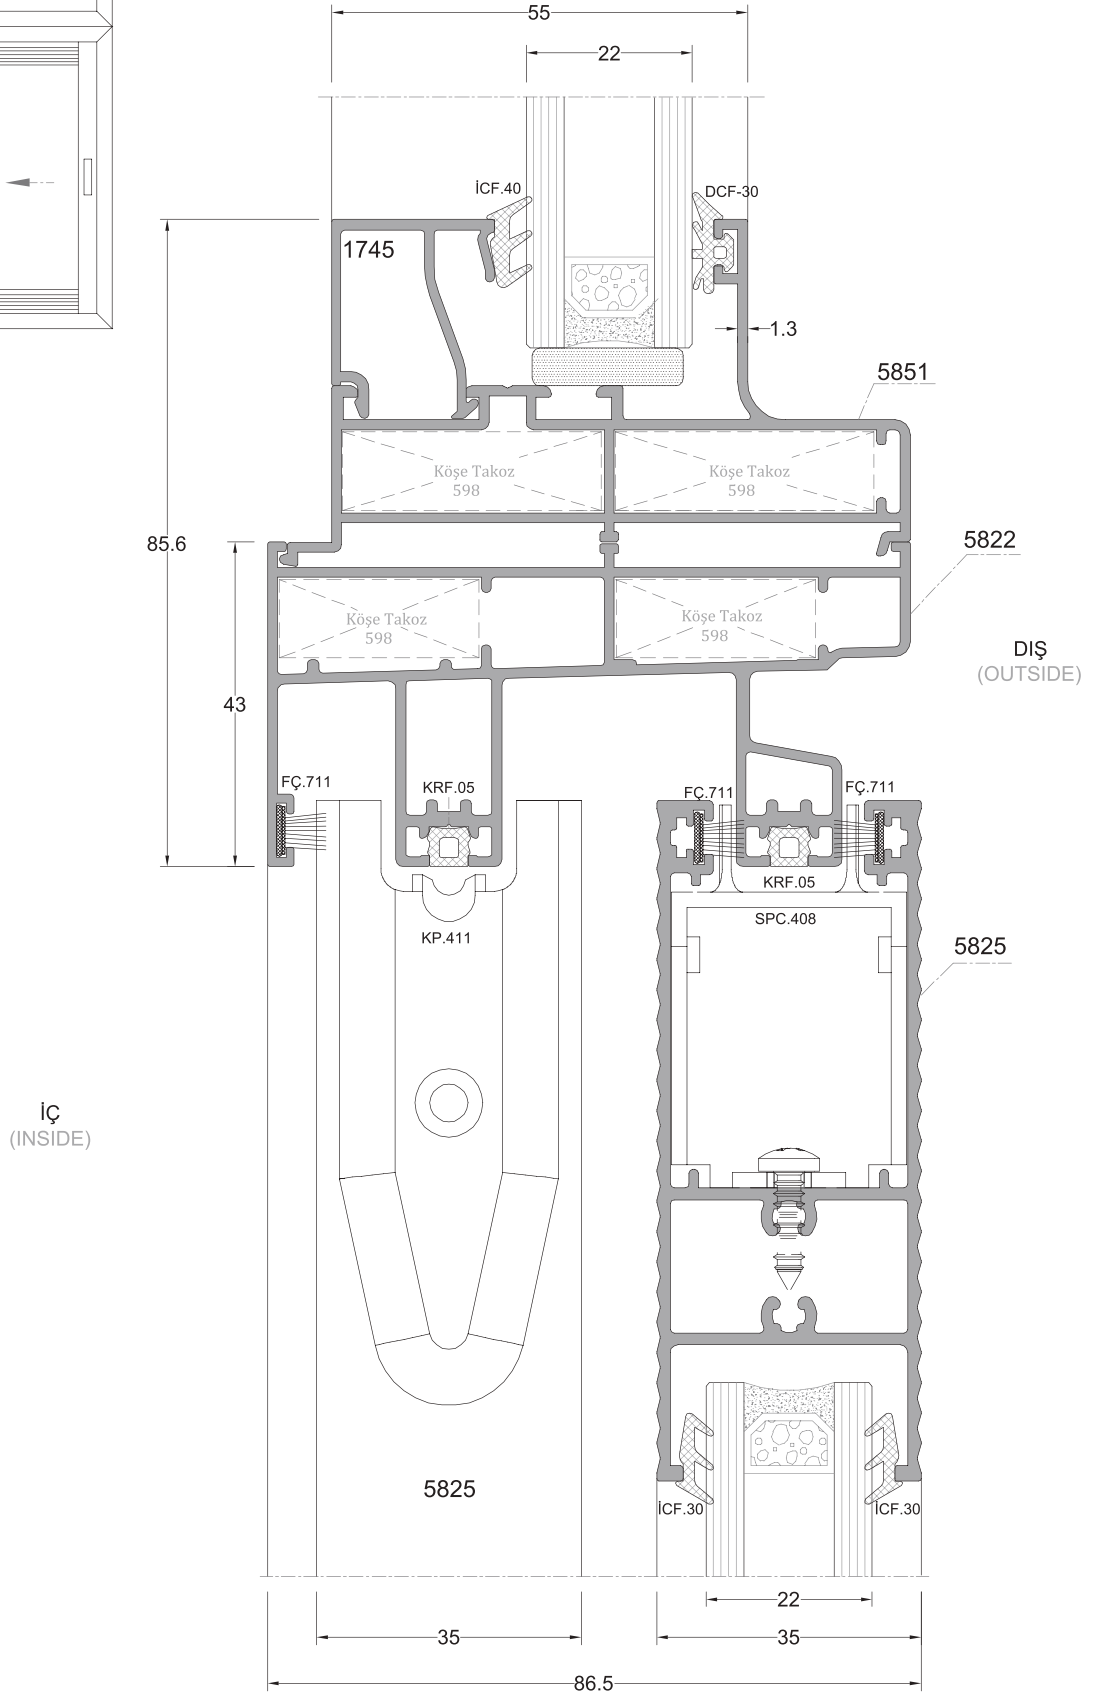 55
22
İCF.40
DCF-30
1745
1.3
5851
Köşe Takoz
598
Köşe Takoz
598
85.6
5822
Köşe Takoz
598
Köşe Takoz
598
DIŞ
(OUTSIDE)
43
FÇ.711
KRF.05
FÇ.711
FÇ.711
KRF.05
SPC.408
KP.411
5825
İÇ
(INSIDE)
5825
İCF.30
İCF.30
22
35
35
86.5